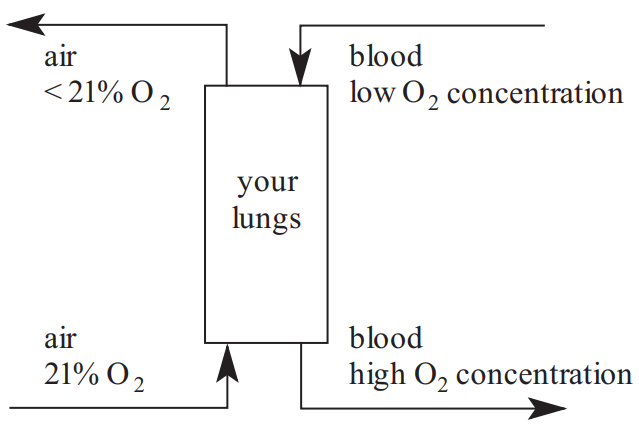 air
< 21% O₂
blood
low O₂ concentration
your
lungs
air
21% O₂
blood
high O₂ concentration